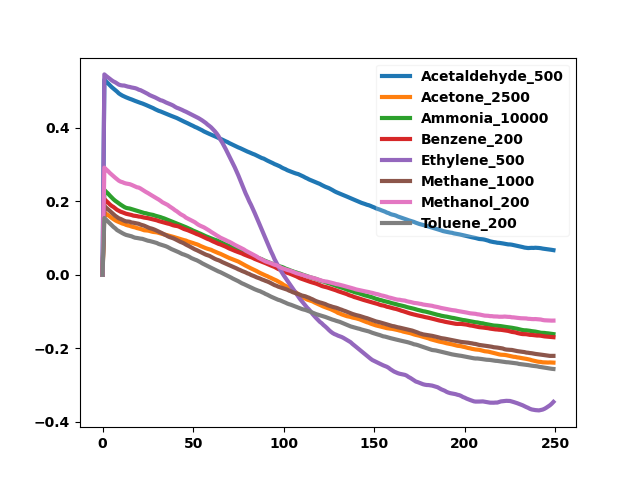 Acetaldehyde_500
Acetone_2500
Ammonia_10000
Benzene_200
Ethylene_500
Methane_1000
Methanol_200
Toluene_200
0.4
0.2
0.0
−0.2
−0.4
0 50 100 150 200 250